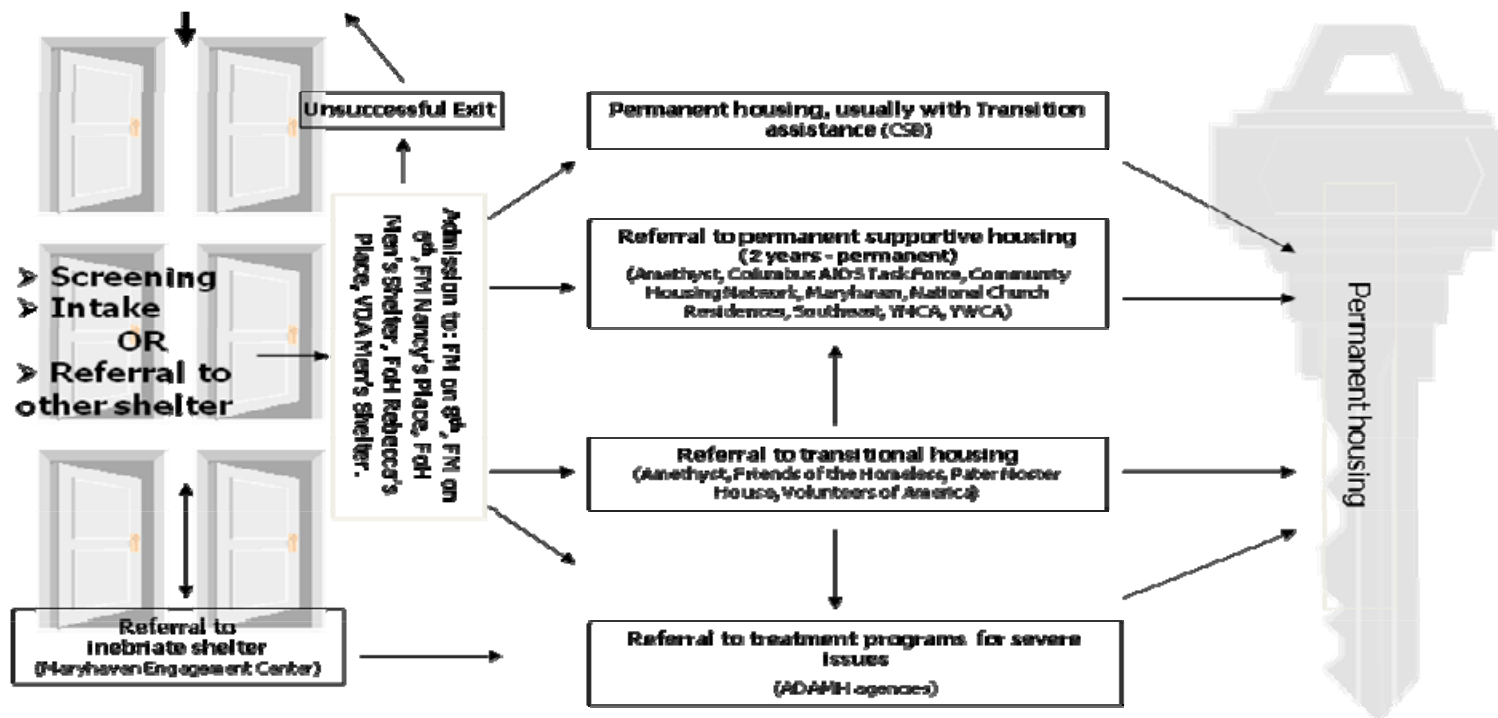 Unsuccessful Exit
Permanent housing, usually with Transition
assistance (CSB)
➢ Screening
➢ Intake
OR
➢ Referral to
other shelter
Admission to: FM on 8th, FM on
9th, FM Nancy's Place, FoH
Men's Shelter, FoH Rebecca's
Place, VOA Men's Shelter.
Referral to permanent supportive housing
(2 years - permanent)
(Amethyst, Columbus AIDS TaskForce, Community
Housing Network, Maryhaven, National Church
Residences, Southeast, YMCA, YWCA)
Referral to transitional housing
(Amethyst, Friends of the Homeless, Pater Noster
House, Volunteers of America)
Referral to
inebriate shelter
(Maryhaven Engagement Center)
Referral to treatment programs for severe
issues
(ADAMH agencies)
Permanent housing